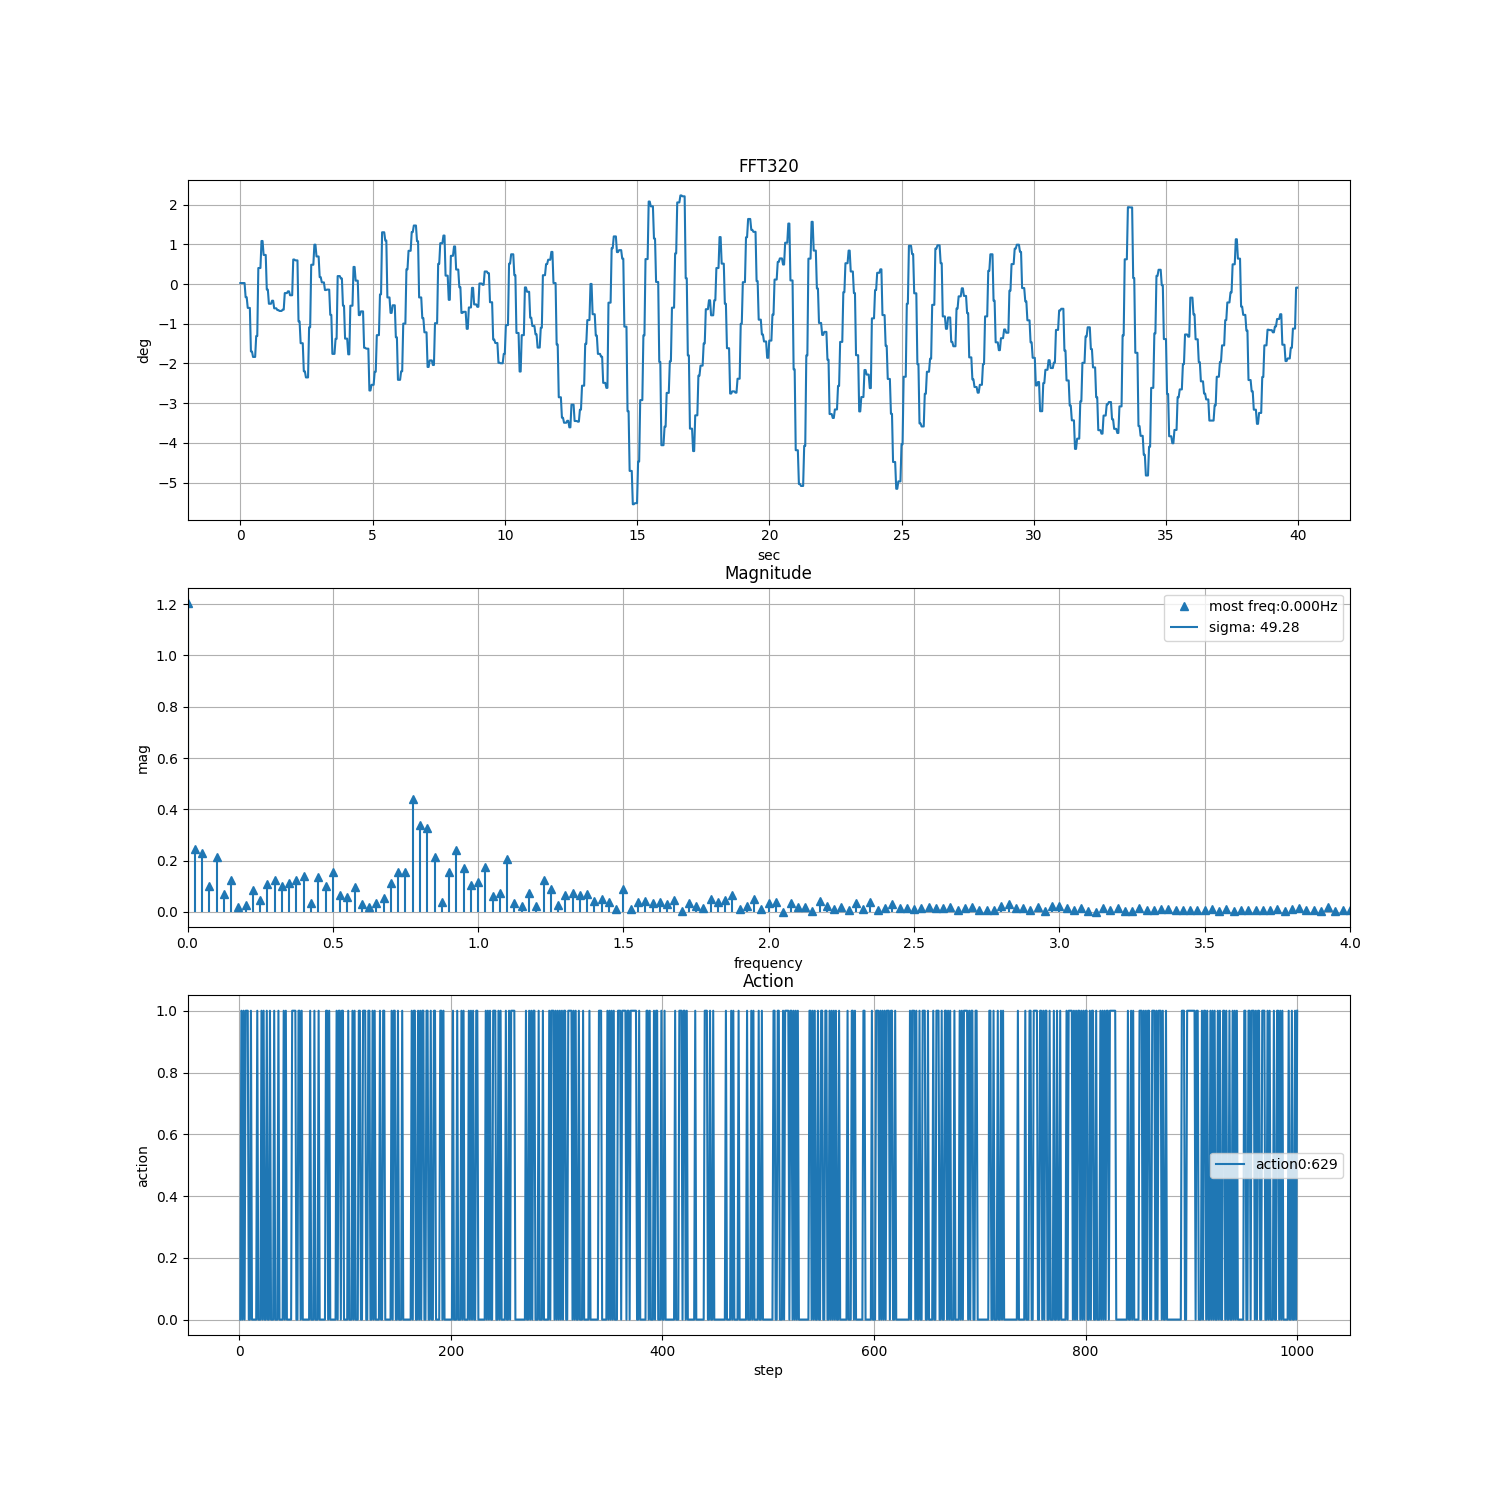 FFT320
2
1
0
−1
−2
−3
−4
−5
deg
0 5 10 15 20 25 30 35 40
sec
Magnitude
1.2
1.0
0.8
0.6
0.4
0.2
0.0
mag
most freq:0.000Hz
sigma: 49.28
0.0 0.5 1.0 1.5 2.0 2.5 3.0 3.5 4.0
frequency
Action
1.0
0.8
0.6
0.4
0.2
0.0
action
action0:629
0 200 400 600 800 1000
step